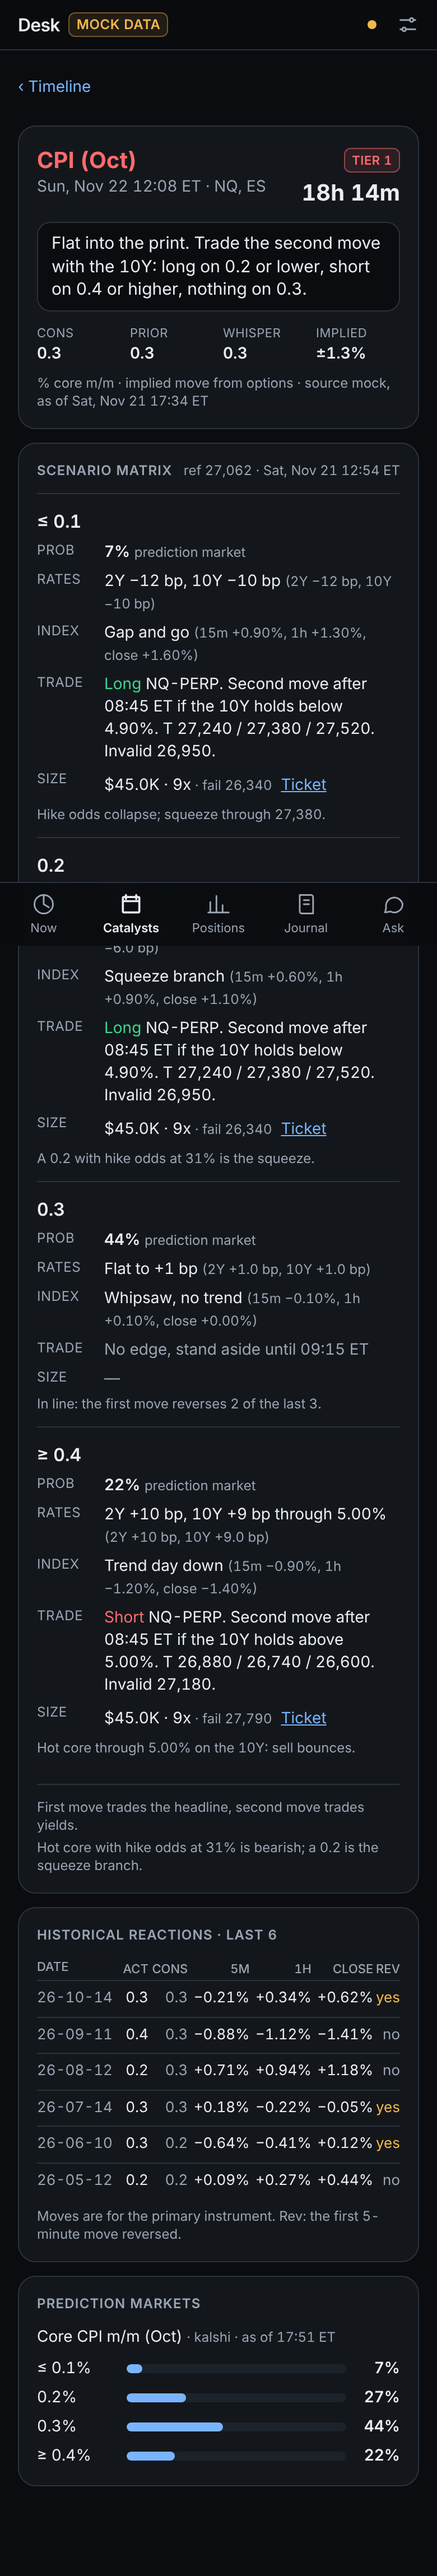 Desk MOCK DATA
‹ Timeline
CPI (Oct) TIER 1
Sun, Nov 22 12:08 ET · NQ, ES 18h 14m
Flat into the print. Trade the second move
with the 10Y: long on 0.2 or lower, short
on 0.4 or higher, nothing on 0.3.
CONS PRIOR WHISPER IMPLIED
0.3 0.3 0.3 ±1.3%
% core m/m · implied move from options · source mock,
as of Sat, Nov 21 17:34 ET
SCENARIO MATRIX ref 27,062 · Sat, Nov 21 12:54 ET
≤ 0.1
PROB 7% prediction market
RATES 2Y −12 bp, 10Y −10 bp (2Y −12 bp, 10Y
−10 bp)
INDEX Gap and go (15m +0.90%, 1h +1.30%,
close +1.60%)
TRADE Long NQ-PERP. Second move after
08:45 ET if the 10Y holds below
4.90%. T 27,240 / 27,380 / 27,520.
Invalid 26,950.
SIZE $45.0K · 9x · fail 26,340 Ticket
Hike odds collapse; squeeze through 27,380.
0.2
Now Catalysts Positions Journal Ask
−6.0 bp)
INDEX Squeeze branch (15m +0.60%, 1h
+0.90%, close +1.10%)
TRADE Long NQ-PERP. Second move after
08:45 ET if the 10Y holds below
4.90%. T 27,240 / 27,380 / 27,520.
Invalid 26,950.
SIZE $45.0K · 9x · fail 26,340 Ticket
A 0.2 with hike odds at 31% is the squeeze.
0.3
PROB 44% prediction market
RATES Flat to +1 bp (2Y +1.0 bp, 10Y +1.0 bp)
INDEX Whipsaw, no trend (15m −0.10%, 1h
+0.10%, close +0.00%)
TRADE No edge, stand aside until 09:15 ET
SIZE —
In line: the first move reverses 2 of the last 3.
≥ 0.4
PROB 22% prediction market
RATES 2Y +10 bp, 10Y +9 bp through 5.00%
(2Y +10 bp, 10Y +9.0 bp)
INDEX Trend day down (15m −0.90%, 1h
−1.20%, close −1.40%)
TRADE Short NQ-PERP. Second move after
08:45 ET if the 10Y holds above
5.00%. T 26,880 / 26,740 / 26,600.
Invalid 27,180.
SIZE $45.0K · 9x · fail 27,790 Ticket
Hot core through 5.00% on the 10Y: sell bounces.
First move trades the headline, second move trades
yields.
Hot core with hike odds at 31% is bearish; a 0.2 is the
squeeze branch.
HISTORICAL REACTIONS · LAST 6
DATE ACT CONS 5M 1H CLOSE REV
26-10-14 0.3 0.3 −0.21% +0.34% +0.62% yes
26-09-11 0.4 0.3 −0.88% −1.12% −1.41% no
26-08-12 0.2 0.3 +0.71% +0.94% +1.18% no
26-07-14 0.3 0.3 +0.18% −0.22% −0.05% yes
26-06-10 0.3 0.2 −0.64% −0.41% +0.12% yes
26-05-12 0.2 0.2 +0.09% +0.27% +0.44% no
Moves are for the primary instrument. Rev: the first 5-
minute move reversed.
PREDICTION MARKETS
Core CPI m/m (Oct) · kalshi · as of 17:51 ET
≤ 0.1% 7%
0.2% 27%
0.3% 44%
≥ 0.4% 22%